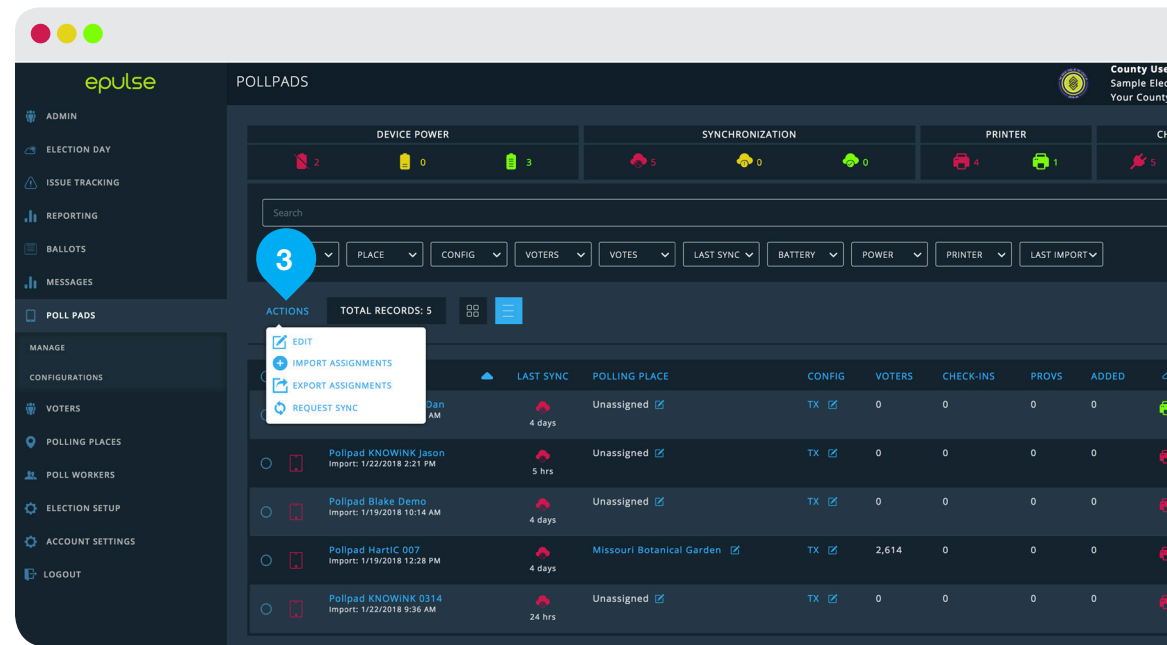 epulse
POLLPADS
County Use
Sample Elec
Your County
ADMIN
ELECTION DAY
ISSUE TRACKING
REPORTING
BALLOTS
MESSAGES
POLL PADS
MANAGE
CONFIGURATIONS
VOTERS
POLLING PLACES
POLL WORKERS
ELECTION SETUP
ACCOUNT SETTINGS
LOGOUT
DEVICE POWER SYNCHRONIZATION PRINTER CH
2 0 3 5 0 0 4 1 5
Search
3
PLACE CONFIG VOTERS VOTES LAST SYNC BATTERY POWER PRINTER LAST IMPORT
ACTIONS TOTAL RECORDS: 5
EDIT
IMPORT ASSIGNMENTS
EXPORT ASSIGNMENTS
REQUEST SYNC
LAST SYNC POLLING PLACE CONFIG VOTERS CHECK-INS PROVS ADDED
Dan Unassigned TX 0 0 0 0
AM
4 days
Pollpad KNOWiNK Jason Unassigned TX 0 0 0 0
Import: 1/22/2018 2:21 PM
5 hrs
Pollpad Blake Demo Unassigned TX 0 0 0 0
Import: 1/19/2018 10:14 AM
4 days
Pollpad HartIC 007 Missouri Botanical Garden TX 2,614 0 0 0
Import: 1/19/2018 12:28 PM
4 days
Pollpad KNOWiNK 0314 Unassigned TX 0 0 0 0
Import: 1/22/2018 9:36 AM
24 hrs